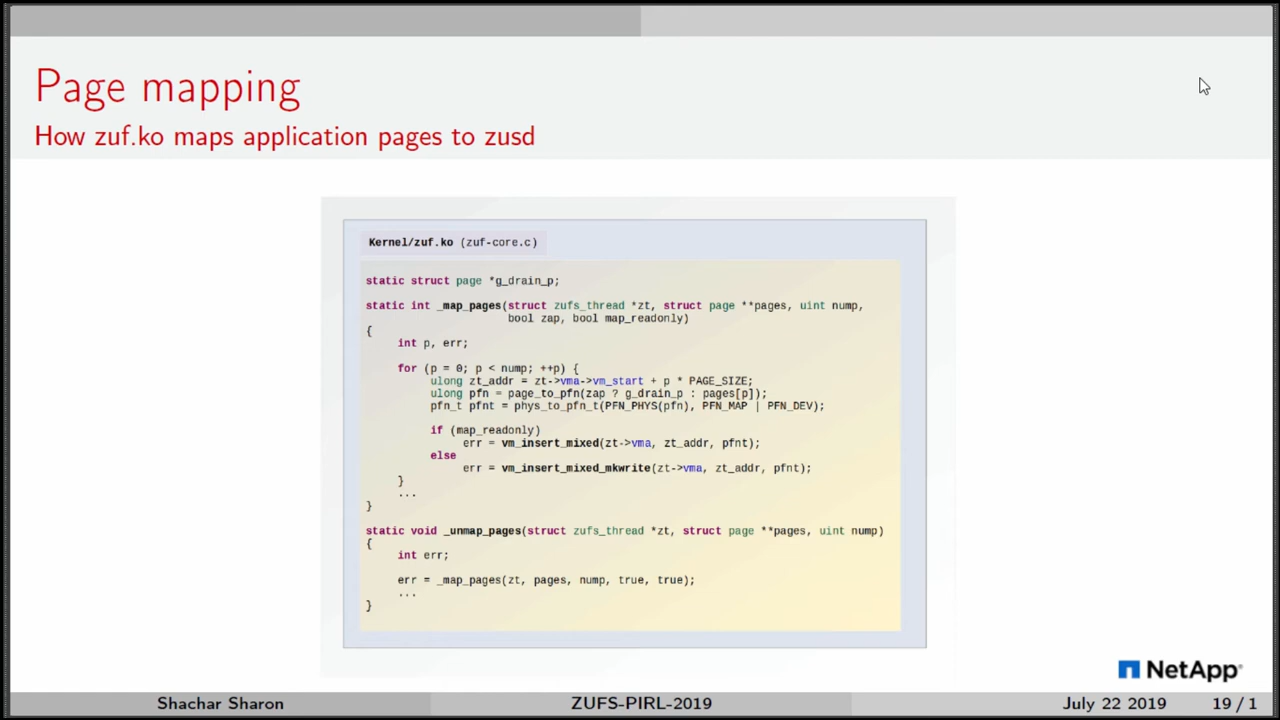 Page mapping
How zuf.ko maps application pages to zusd
Kernel/zuf.ko (zuf-core.c)
static struct page *g_drain_p;
static int _map_pages(struct zufs_thread *zt, struct page **pages, uint nump,
bool zap, bool map_readonly)
{
int p, err;
for (p = 0; p < nump; ++p) {
ulong zt_addr = zt->vma->vm_start + p * PAGE_SIZE;
ulong pfn = page_to_pfn(zap ? g_drain_p : pages[p]);
pfn_t pfnt = phys_to_pfn_t(PFN_PHYS(pfn), PFN_MAP | PFN_DEV);
if (map_readonly)
err = vm_insert_mixed(zt->vma, zt_addr, pfnt);
else
err = vm_insert_mixed_mkwrite(zt->vma, zt_addr, pfnt);
}
...
}
static void _unmap_pages(struct zufs_thread *zt, struct page **pages, uint nump)
{
int err;
err = _map_pages(zt, pages, nump, true, true);
...
}
NetApp
Shachar Sharon ZUFS-PIRL-2019 July 22 2019 19 / 1